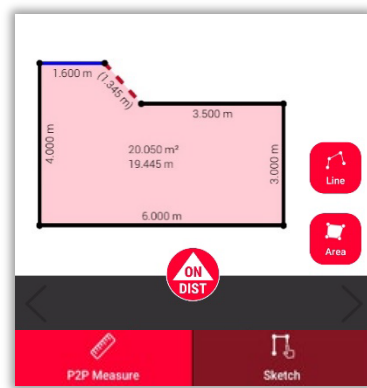 1.600 m
(1.345 m)
3.500 m
4.000 m
20.050 m²
19.445 m
3.000 m
6.000 m
Line
Area
ON
DIST
P2P Measure
Sketch